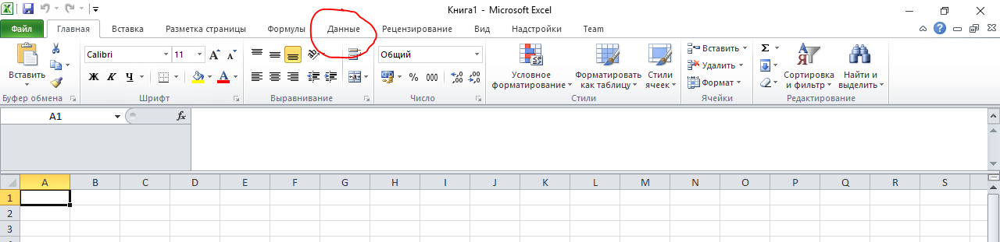 Книга1 - Microsoft Excel
Файл Главная Вставка Разметка страницы Формулы Данные Рецензирование Вид Надстройки Team
Calibri 11 Общий Вставить
Вставить Условное форматирование Форматировать как таблицу Стили ячеек Удалить Сортировка и фильтр Найти и выделить
Ж К Ч А % 000 ,0 ,00 ,00 ,0 Формат
Буфер обмена Шрифт Выравнивание Число Стили Ячейки Редактирование
A1 fx
A B C D E F G H I J K L M N O P Q R S
1
2
3